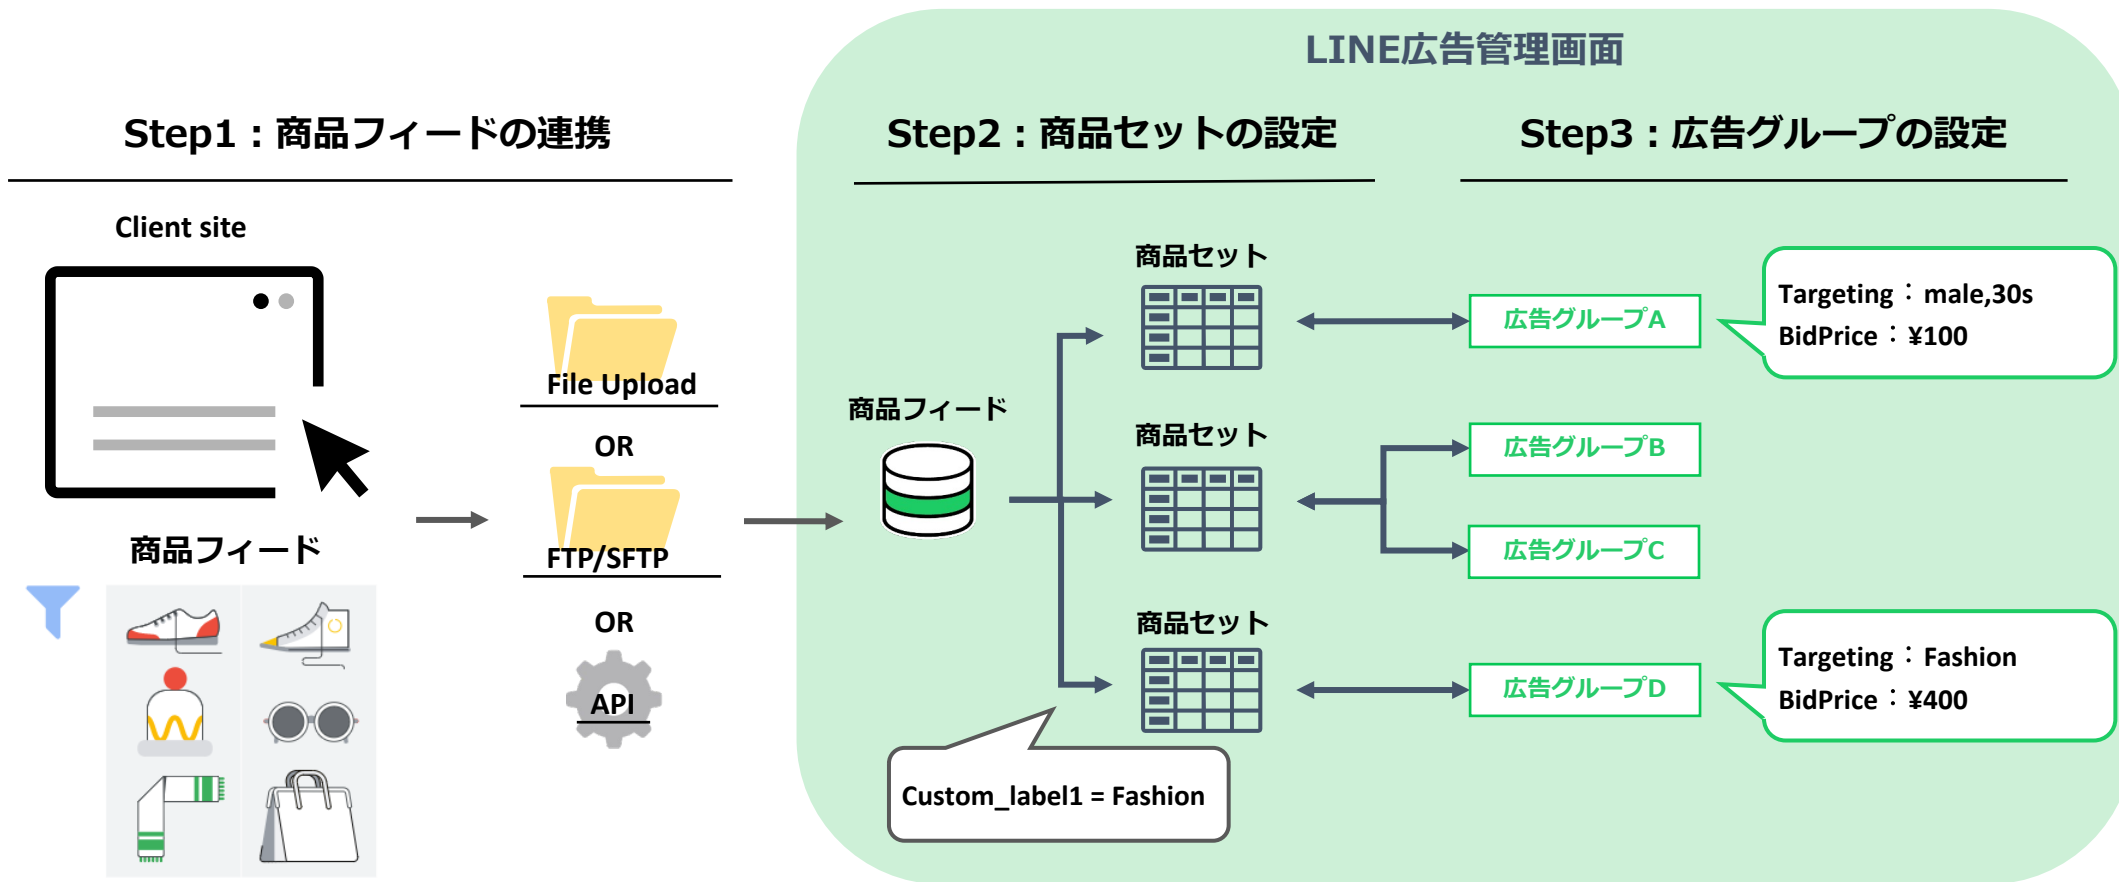 LINE広告管理画面
Step1：商品フィードの連携
Step2：商品セットの設定
Step3：広告グループの設定
Client site
商品フィード
File Upload
OR
FTP/SFTP
OR
API
商品フィード
商品セット
商品セット
商品セット
Custom_label1 = Fashion
広告グループA
広告グループB
広告グループC
広告グループD
Targeting：male,30s
BidPrice：¥100
Targeting：Fashion
BidPrice：¥400